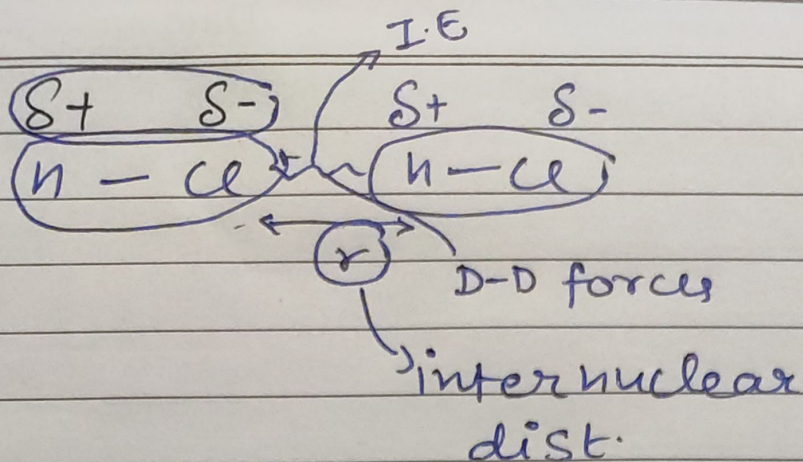 I.E
δ+ δ- δ+ δ-
H — Cl H — Cl
r
D-D forces
internuclear
dist.